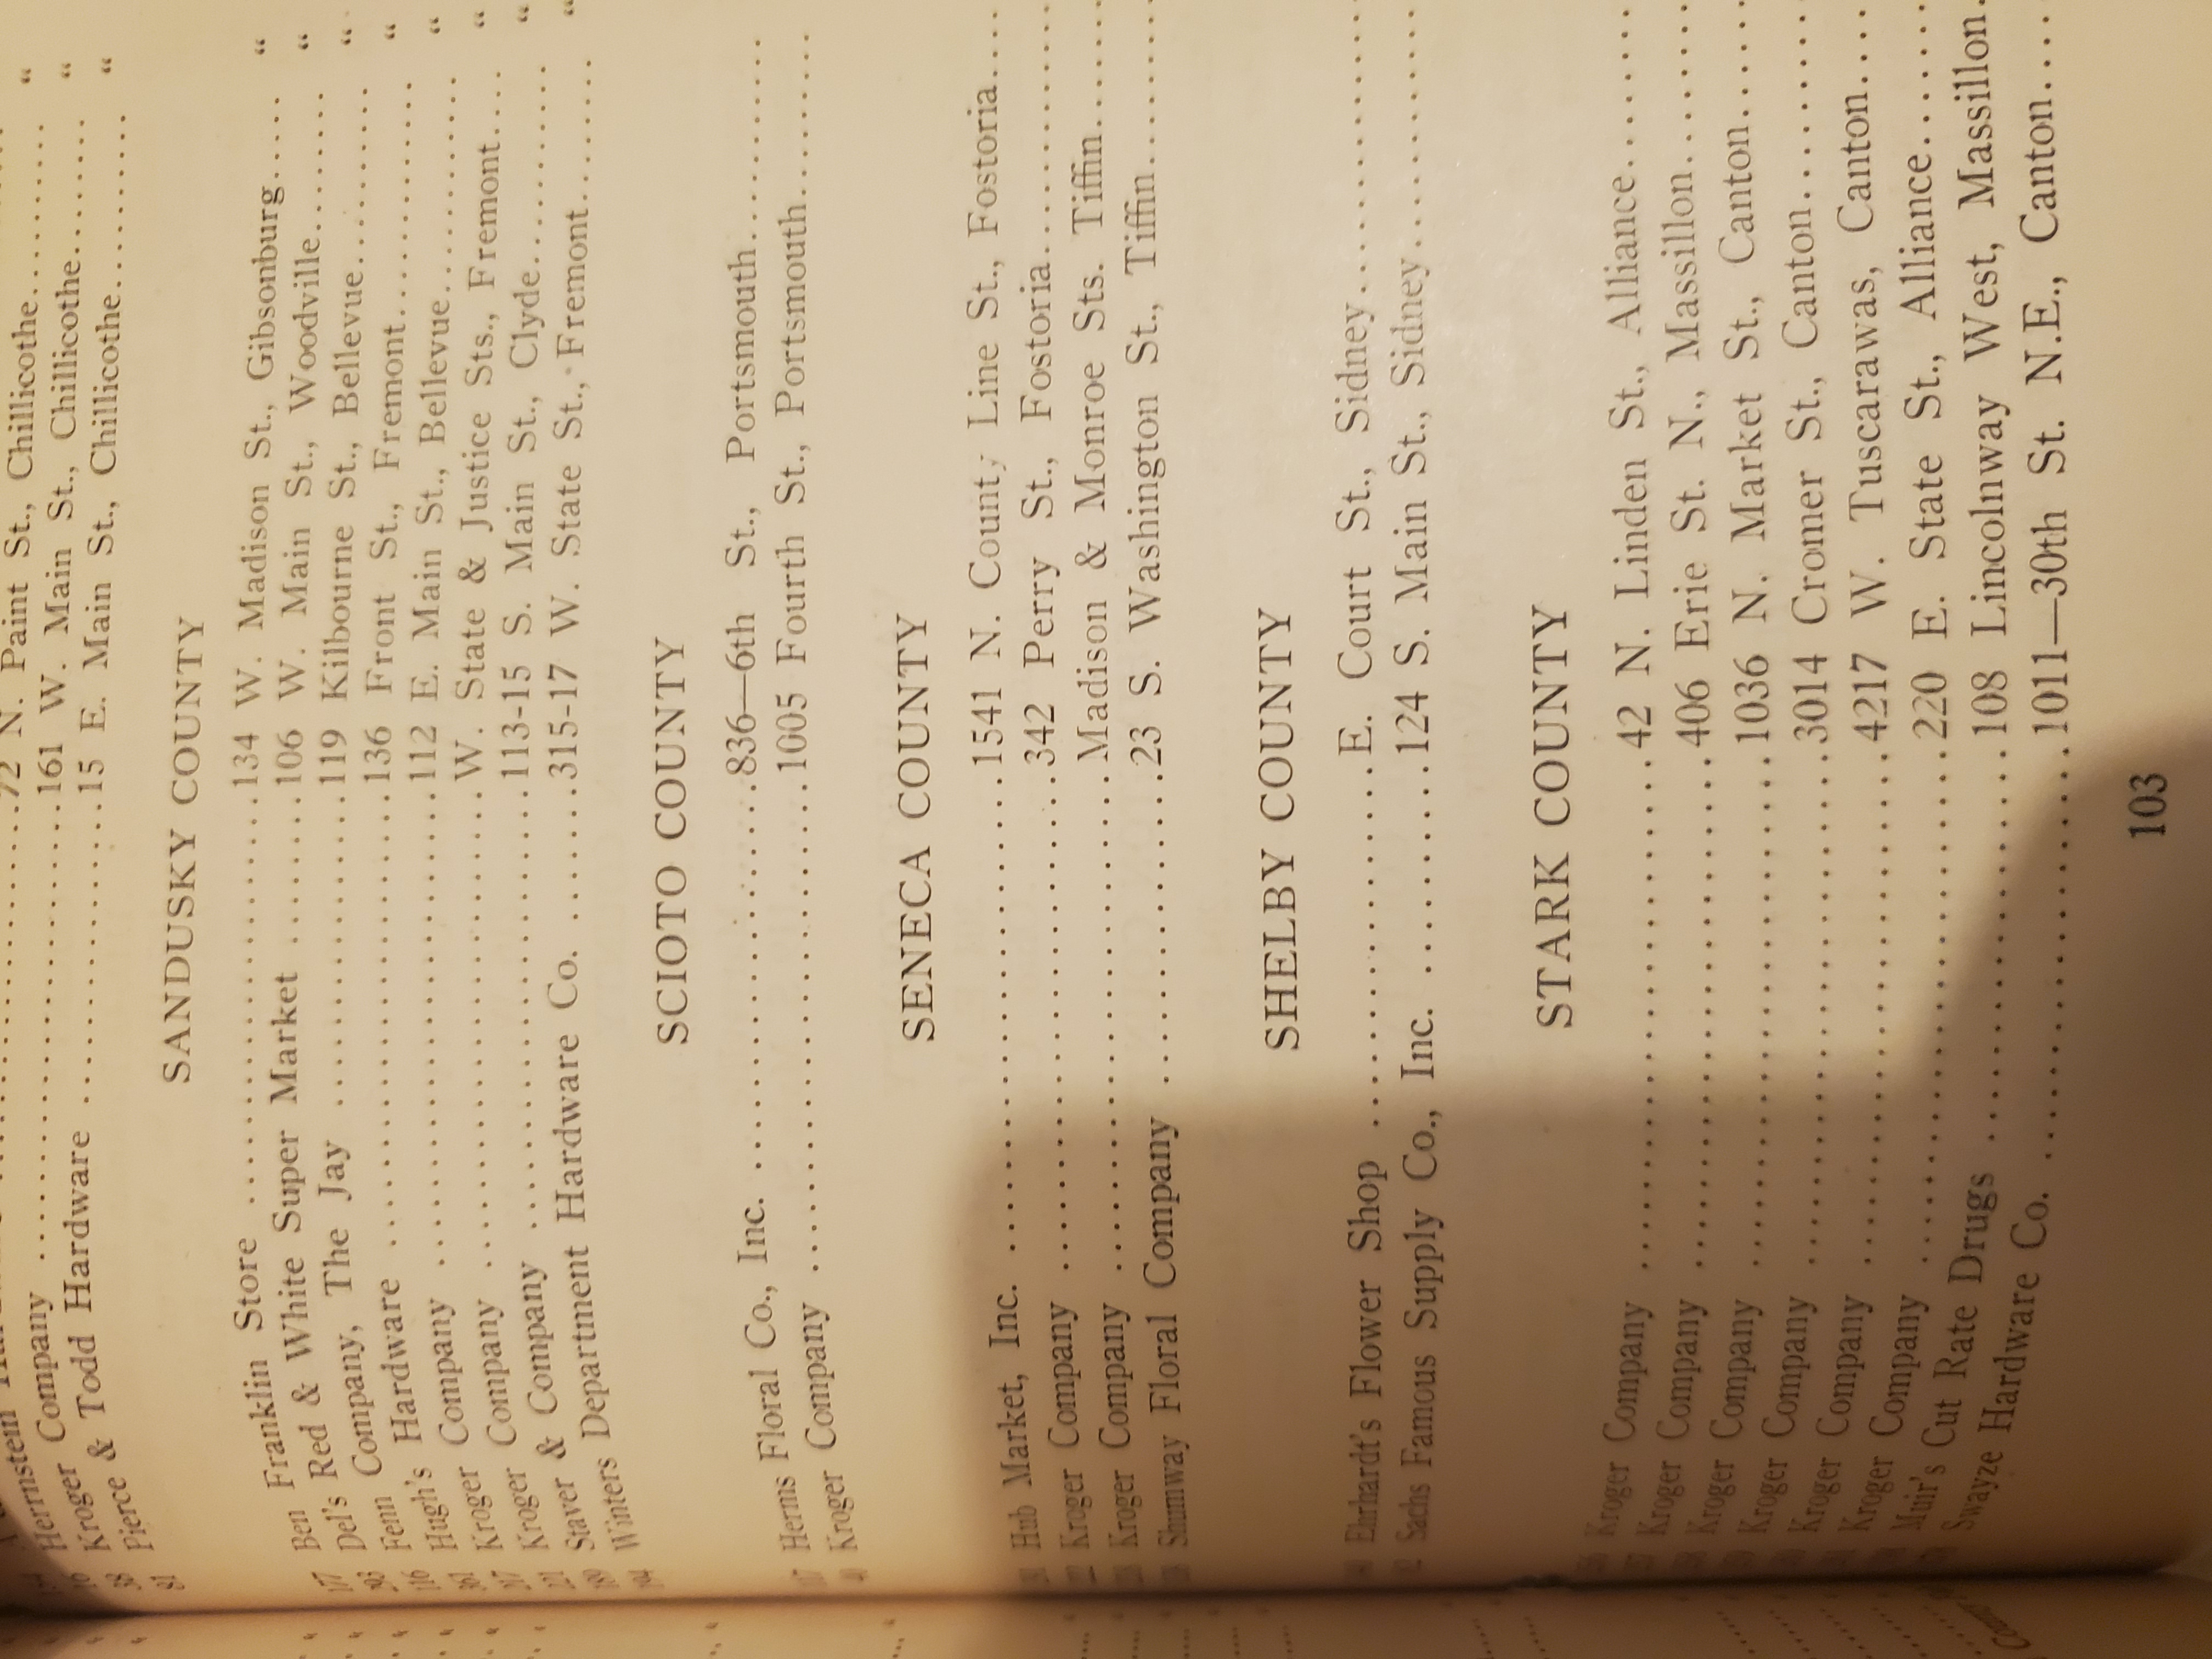 Herrnstein ........72 N. Paint St., Chillicothe........ "
Kroger Company ........161 W. Main St., Chillicothe........ "
Pierce & Todd Hardware ........15 E. Main St., Chillicothe........ "
SANDUSKY COUNTY
Ben Franklin Store ........134 W. Madison St., Gibsonburg..... "
Del's Red & White Super Market ........106 W. Main St., Woodville........ "
Fenn Company, The Jay ........119 Kilbourne St., Bellevue........ "
Hugh's Hardware ........136 Front St., Fremont........ "
Kroger Company ........112 E. Main St., Bellevue........ "
Kroger Company ........W. State & Justice Sts., Fremont.... "
Staver & Company ........113-15 S. Main St., Clyde........ "
Winters Department Hardware Co. ........315-17 W. State St., Fremont........ "
SCIOTO COUNTY
Herms Floral Co., Inc. ........836—6th St., Portsmouth........
Kroger Company ........1005 Fourth St., Portsmouth........
SENECA COUNTY
Hub Market, Inc. ........1541 N. County Line St., Fostoria....
Kroger Company ........342 Perry St., Fostoria........
Kroger Company ........Madison & Monroe Sts. Tiffin........
Shumway Floral Company ........23 S. Washington St., Tiffin........
SHELBY COUNTY
Ehrhardt's Flower Shop ........E. Court St., Sidney........
Sachs Famous Supply Co., Inc. ........124 S. Main St., Sidney........
STARK COUNTY
Kroger Company ........42 N. Linden St., Alliance........
Kroger Company ........406 Erie St. N., Massillon........
Kroger Company ........1036 N. Market St., Canton........
Kroger Company ........3014 Cromer St., Canton........
Kroger Company ........4217 W. Tuscarawas, Canton....
Kroger Company ........220 E. State St., Alliance........
Muir's Cut Rate Drugs ........108 Lincolnway West, Massillon.
Swayze Hardware Co. ........1011—30th St. N.E., Canton....
103